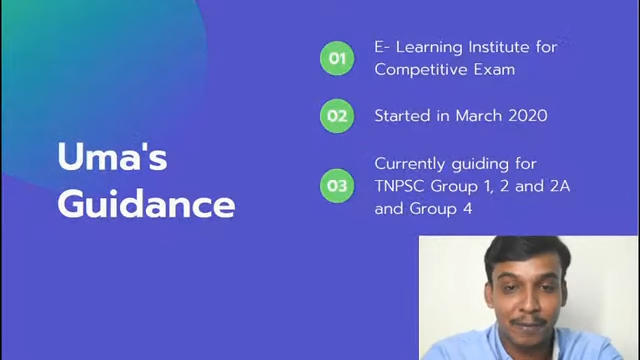 Uma's
Guidance
01
E- Learning Institute for
Competitive Exam
02
Started in March 2020
03
Currently guiding for
TNPSC Group 1, 2 and 2A
and Group 4